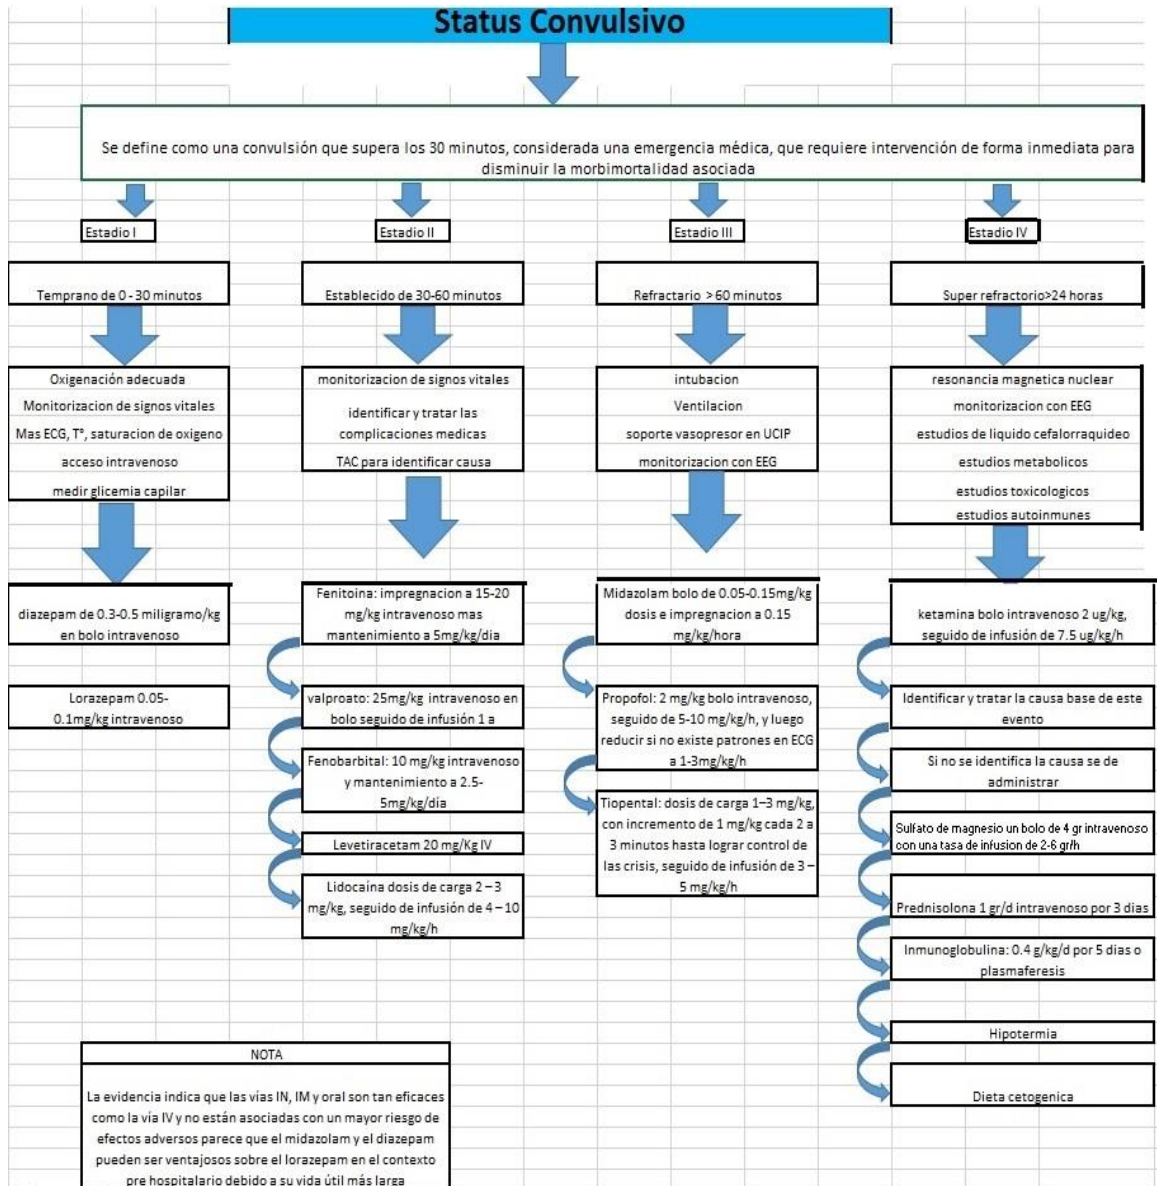 Status Convulsivo
Se define como una convulsión que supera los 30 minutos, considerada una emergencia médica, que requiere intervención de forma inmediata para
disminuir la morbimortalidad asociada
Estadio I
Estadio II
Estadio III
Estadio IV
Temprano de 0 - 30 minutos
Establecido de 30-60 minutos
Refractario > 60 minutos
Super refractorio>24 horas
Oxigenación adecuada
Monitorizacion de signos vitales
Mas ECG, T°, saturacion de oxigeno
acceso intravenoso
medir glicemia capilar
monitorizacion de signos vitales
identificar y tratar las
complicaciones medicas
TAC para identificar causa
intubacion
Ventilacion
soporte vasopresor en UCIP
monitorizacion con EEG
resonancia magnetica nuclear
monitorizacion con EEG
estudios de liquido cefalorraquideo
estudios metabolicos
estudios toxicologicos
estudios autoinmunes
diazepam de 0.3-0.5 miligramo/kg
en bolo intravenoso
Lorazepam 0.05-
0.1mg/kg intravenoso
Fenitoina: impregnacion a 15-20
mg/kg intravenoso mas
mantenimiento a 5mg/kg/dia
valproato: 25mg/kg intravenoso en
bolo seguido de infusión 1 a
Fenobarbital: 10 mg/kg intravenoso
y mantenimiento a 2.5-
5mg/kg/dia
Levetiracetam 20 mg/Kg IV
Lidocaína dosis de carga 2 – 3
mg/kg, seguido de infusión de 4 – 10
mg/kg/h
Midazolam bolo de 0.05-0.15mg/kg
dosis e impregnacion a 0.15
mg/kg/hora
Propofol: 2 mg/kg bolo intravenoso,
seguido de 5-10 mg/kg/h, y luego
reducir si no existe patrones en ECG
a 1-3mg/kg/h
Tiopental: dosis de carga 1–3 mg/kg,
con incremento de 1 mg/kg cada 2 a
3 minutos hasta lograr control de
las crisis, seguido de infusión de 3 –
5 mg/kg/h
ketamina bolo intravenoso 2 ug/kg,
seguido de infusión de 7.5 ug/kg/h
Identificar y tratar la causa base de este
evento
Si no se identifica la causa se de
administrar
Sulfato de magnesio un bolo de 4 gr intravenoso
con una tasa de infusion de 2-6 gr/h
Prednisolona 1 gr/d intravenoso por 3 dias
Inmunoglobulina: 0.4 g/kg/d por 5 dias o
plasmaferesis
Hipotermia
Dieta cetogenica
NOTA
La evidencia indica que las vías IN, IM y oral son tan eficaces
como la vía IV y no están asociadas con un mayor riesgo de
efectos adversos parece que el midazolam y el diazepam
pueden ser ventajosos sobre el lorazepam en el contexto
pre hospitalario debido a su vida útil más larga